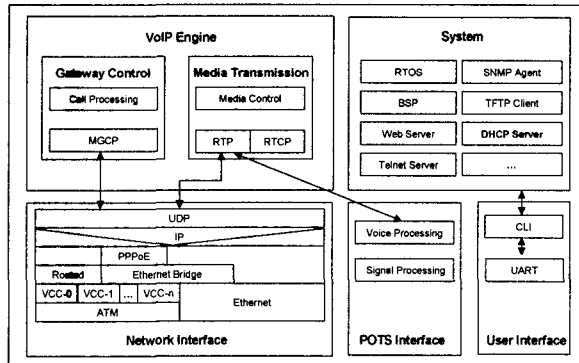 VoIP Engine
Gateway Control
Call Processing
MGCP
Media Transmission
Media Control
RTP
RTCP
System
RTOS
SNMP Agent
BSP
TFTP Client
Web Server
DHCP Server
Telnet Server
...
UDP
IP
PPPoE
Routed
Ethernet Bridge
VCC-0
VCC-1
...
VCC-n
Ethernet
ATM
Network Interface
Voice Processing
Signal Processing
POTS Interface
CLI
UART
User Interface